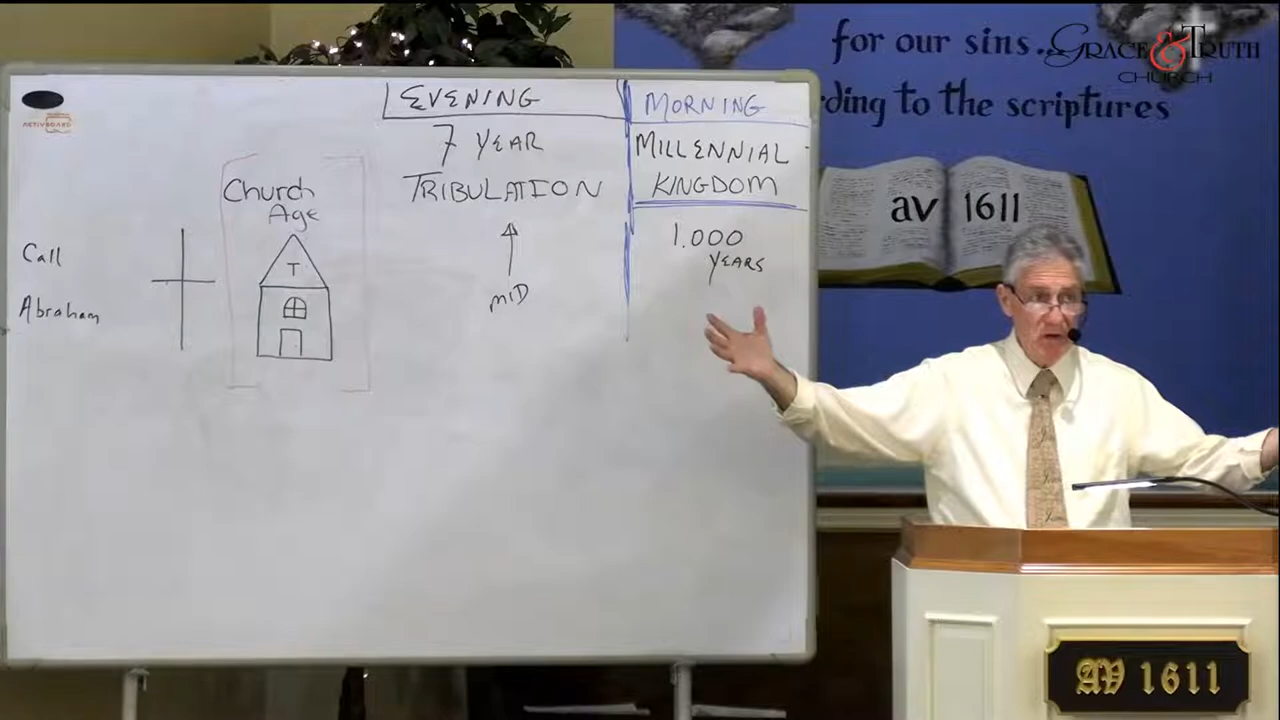 EVENING
MORNING
7 YEAR
TRIBULATION
MILLENNIAL
KINGDOM
1.000
YEARS
MID
Church
Age
T
Call
Abraham
ACTIVBOARD
for our sins..
rding to the scriptures
av 1611
GRACE & TRUTH
CHURCH
AV 1611